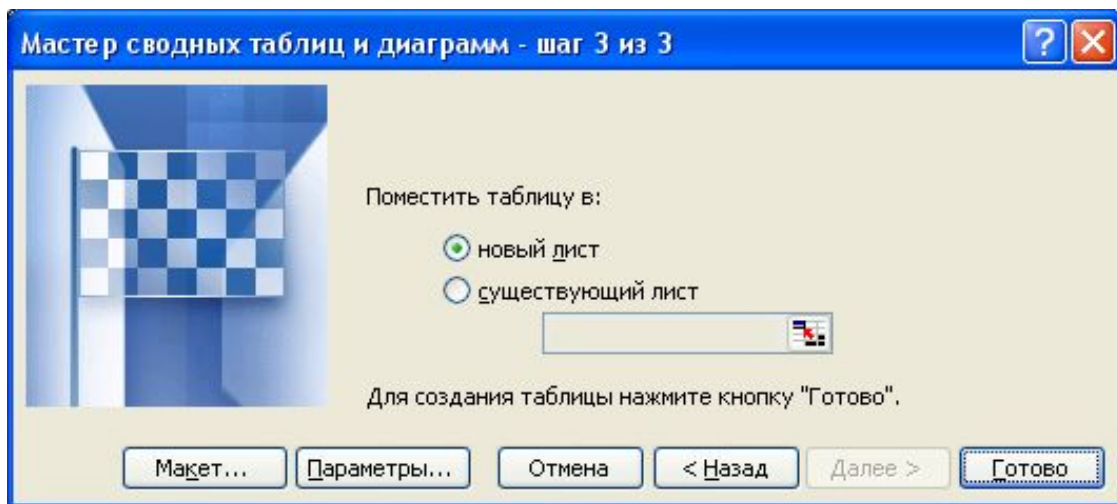 Мастер сводных таблиц и диаграмм - шаг 3 из 3
Поместить таблицу в:
новый лист
существующий лист
Для создания таблицы нажмите кнопку "Готово".
Макет... Параметры... Отмена < Назад Далее > Готово